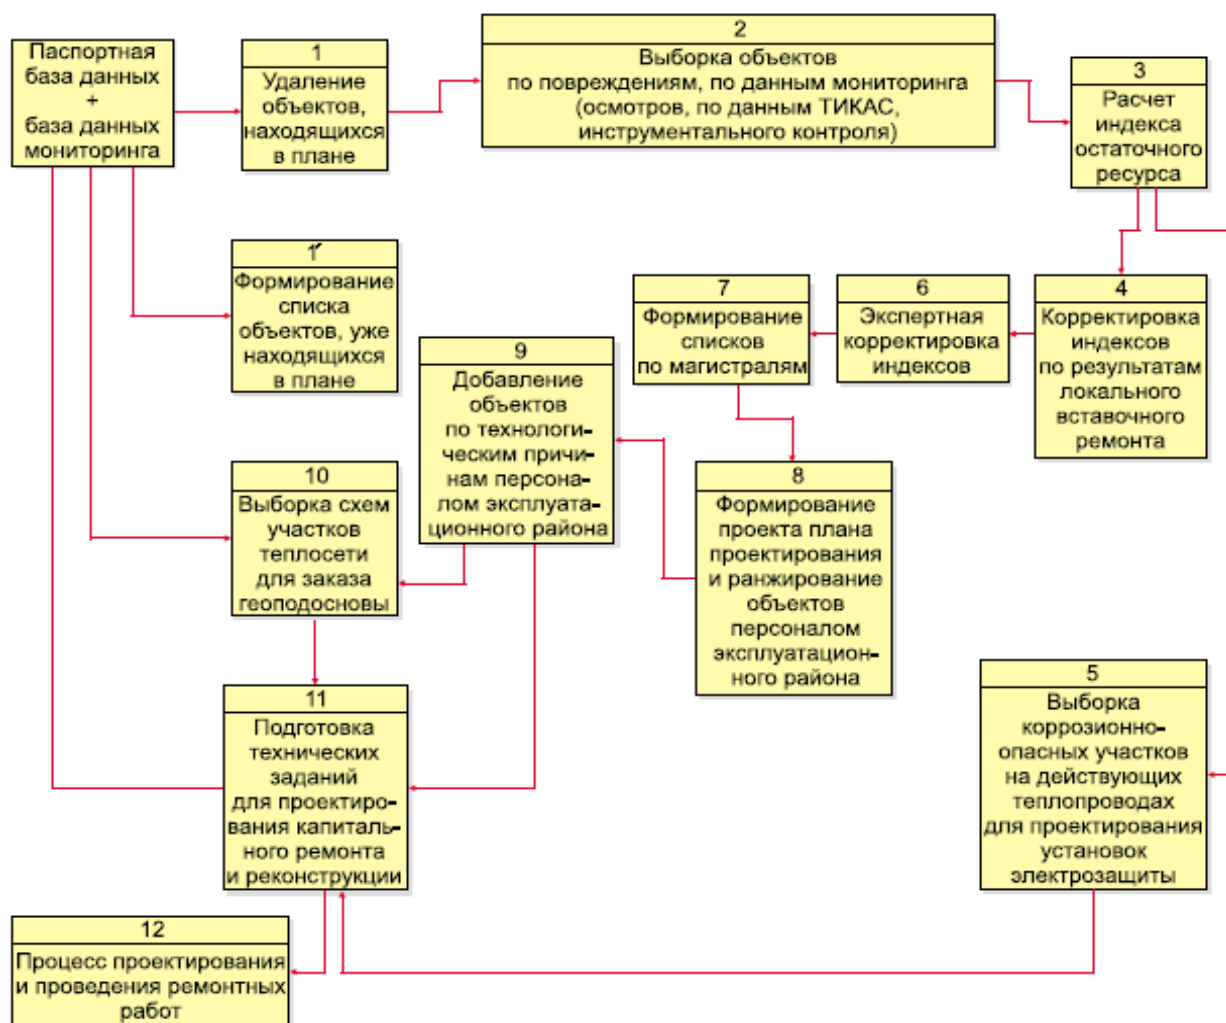 Паспортная
база данных
+
база данных
мониторинга
1
Удаление
объектов,
находящихся
в плане
2
Выборка объектов
по повреждениям, по данным мониторинга
(осмотров, по данным ТИКАС,
инструментального контроля)
3
Расчет
индекса
остаточного
ресурса
1´
Формирование
списка
объектов, уже
находящихся
в плане
9
Добавление
объектов
по технологи-
ческим причи-
нам персона-
лом эксплуата-
ционного района
7
Формирование
списков
по магистралям
6
Экспертная
корректировка
индексов
4
Корректировка
индексов
по результатам
локального
вставочного
ремонта
10
Выборка схем
участков
теплосети
для заказа
геоподосновы
8
Формирование
проекта плана
проектирования
и ранжирование
объектов
персоналом
эксплуатацион-
ного района
11
Подготовка
технических
заданий
для проектиро-
вания капиталь-
ного ремонта
и реконструкции
5
Выборка
коррозионно-
опасных участков
на действующих
теплопроводах
для проектирования
установок
электрозащиты
12
Процесс проектирования
и проведения ремонтных
работ